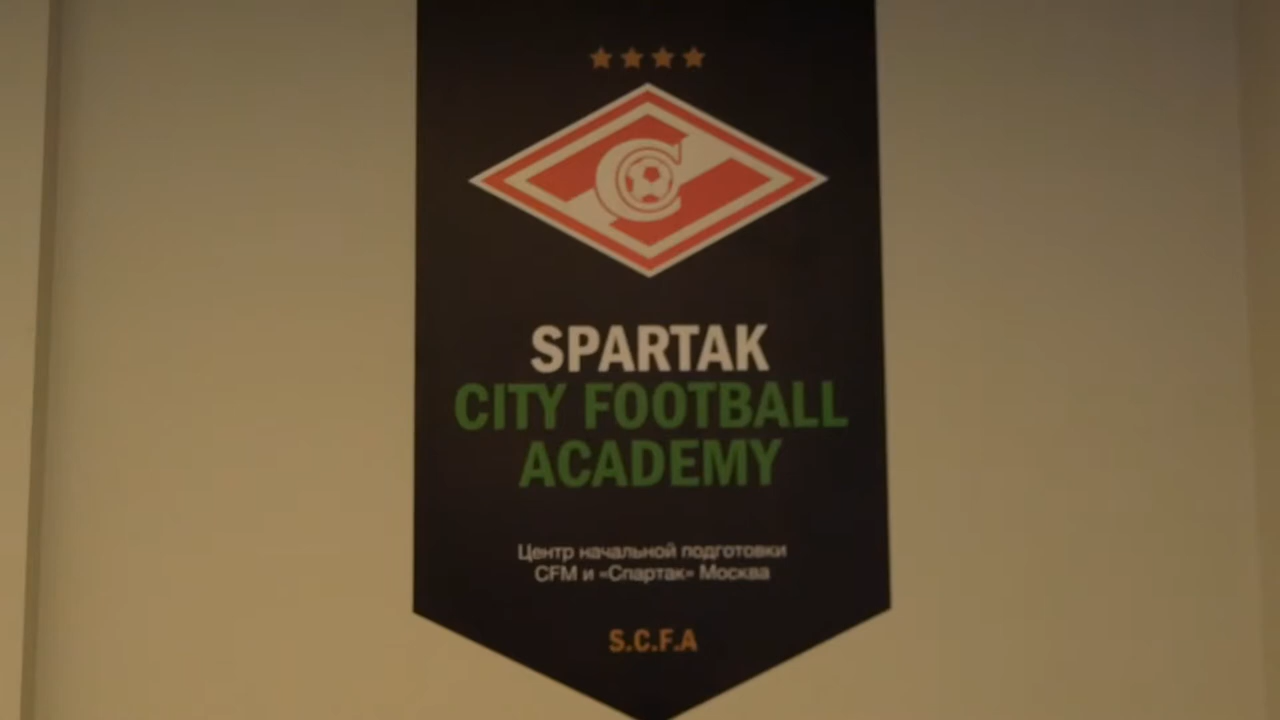 SPARTAK
CITY FOOTBALL
ACADEMY
Центр начальной подготовки
CFM и «Спартак» Москва
S.C.F.A